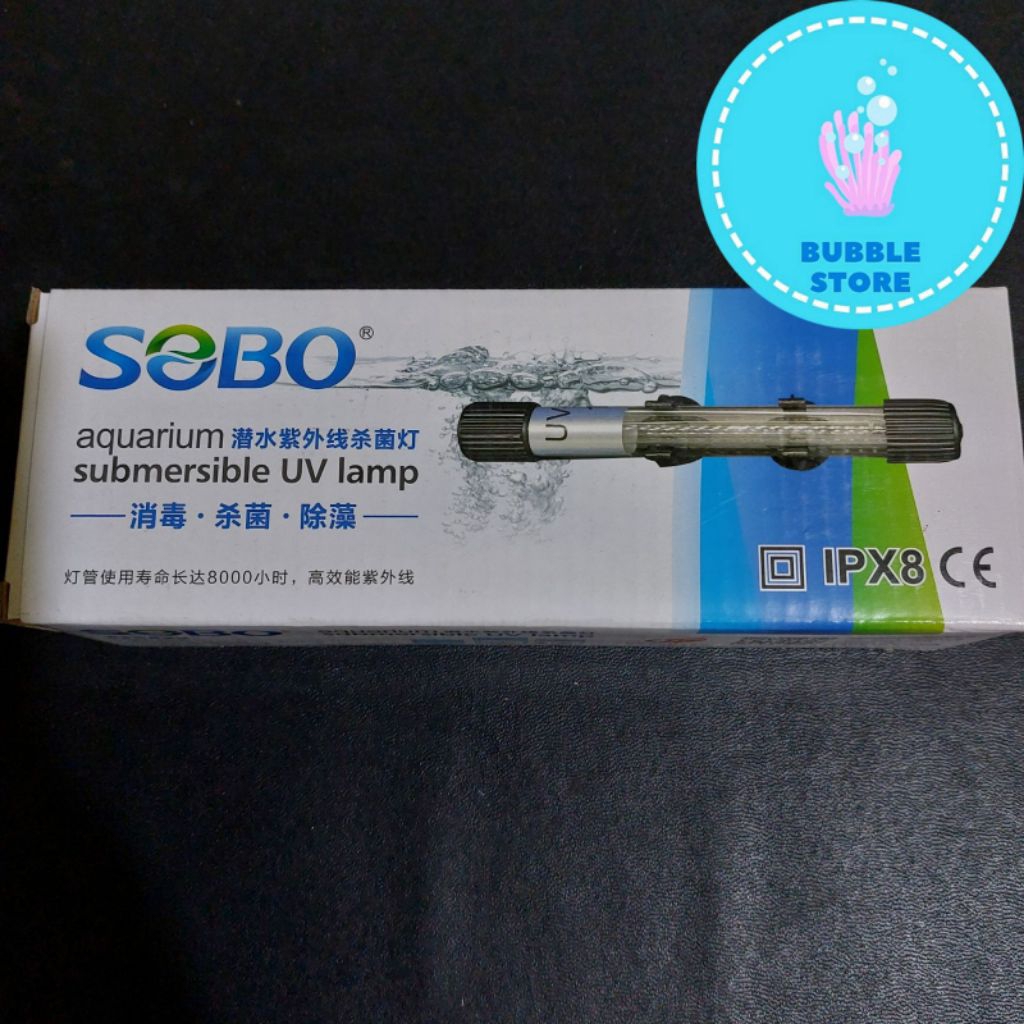 BUBBLE
STORE
SOBO®
aquarium 潜水紫外线杀菌灯
submersible UV lamp
消毒·杀菌·除藻
灯管使用寿命长达8000小时，高效能紫外线
UV
IPX8 CE
SOBO